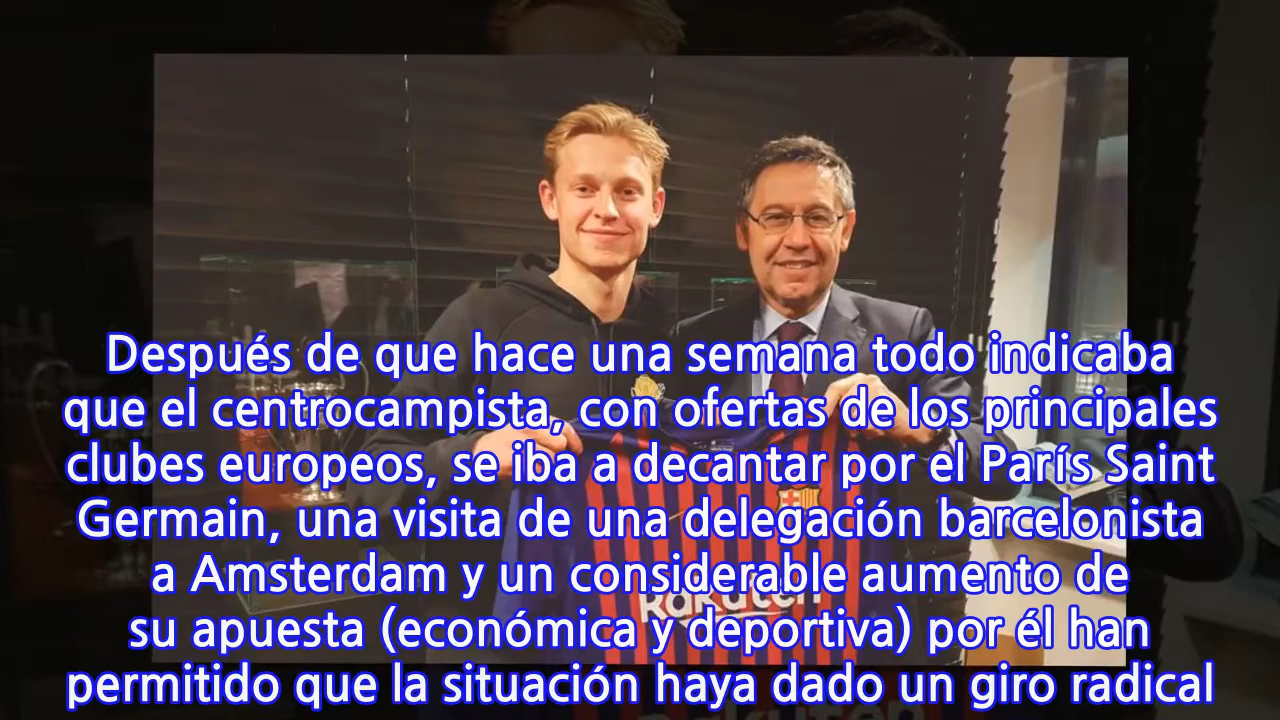 Después de que hace una semana todo indicaba
que el centrocampista, con ofertas de los principales
clubes europeos, se iba a decantar por el París Saint
Germain, una visita de una delegación barcelonista
a Amsterdam y un considerable aumento de
su apuesta (económica y deportiva) por él han
permitido que la situación haya dado un giro radical
Rakuten